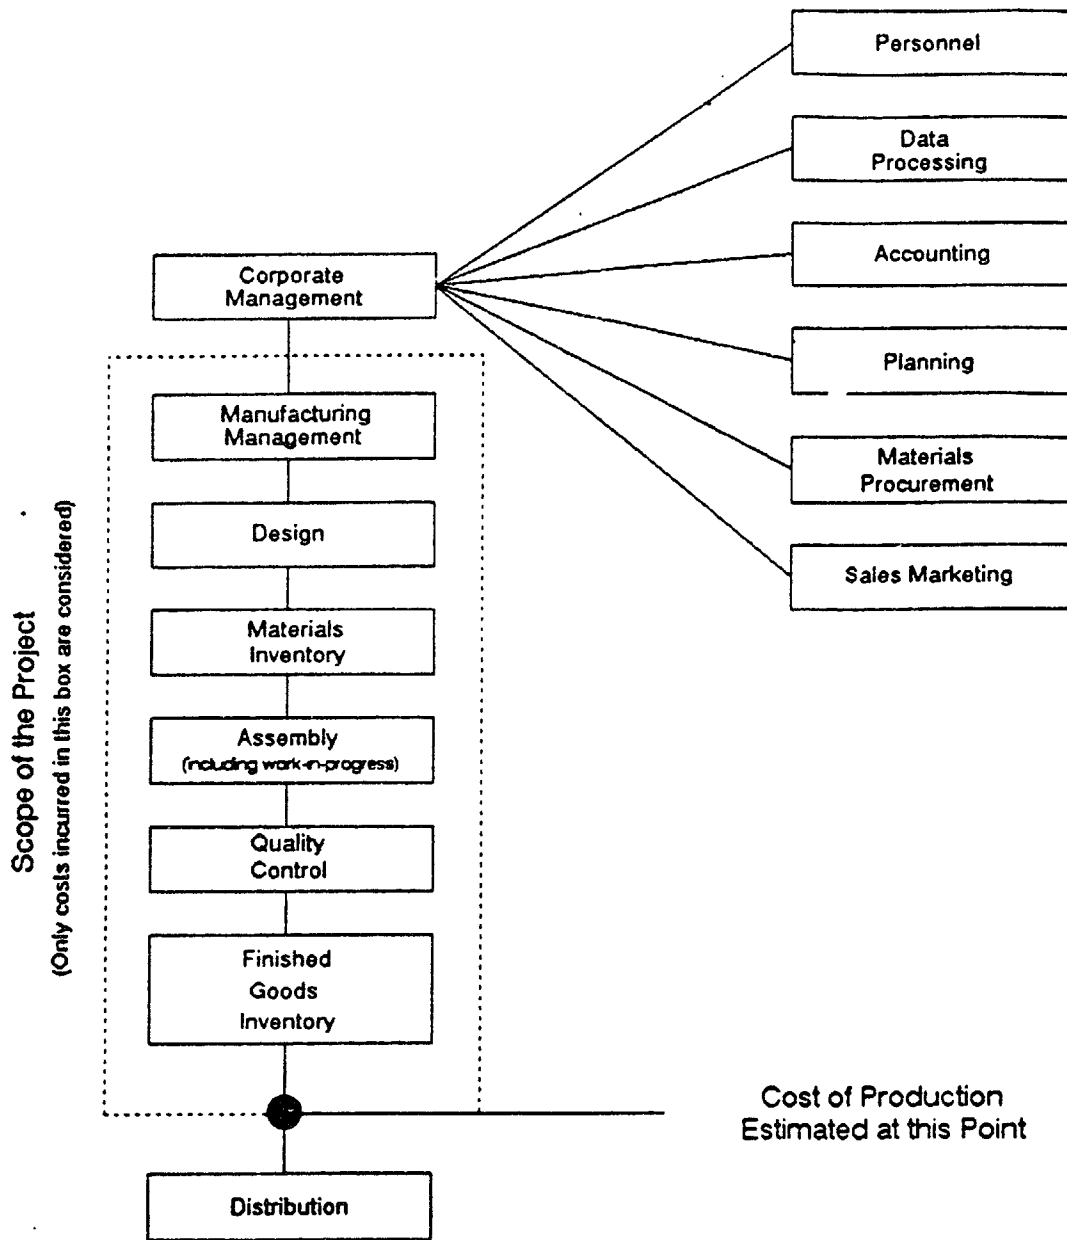 Personnel
Data
Processing
Accounting
Planning
Materials
Procurement
Sales Marketing
Corporate
Management
Manufacturing
Management
Design
Materials
Inventory
Assembly
(including work-in-progress)
Quality
Control
Finished
Goods
Inventory
Distribution
Scope of the Project
(Only costs incurred in this box are considered)
Cost of Production
Estimated at this Point